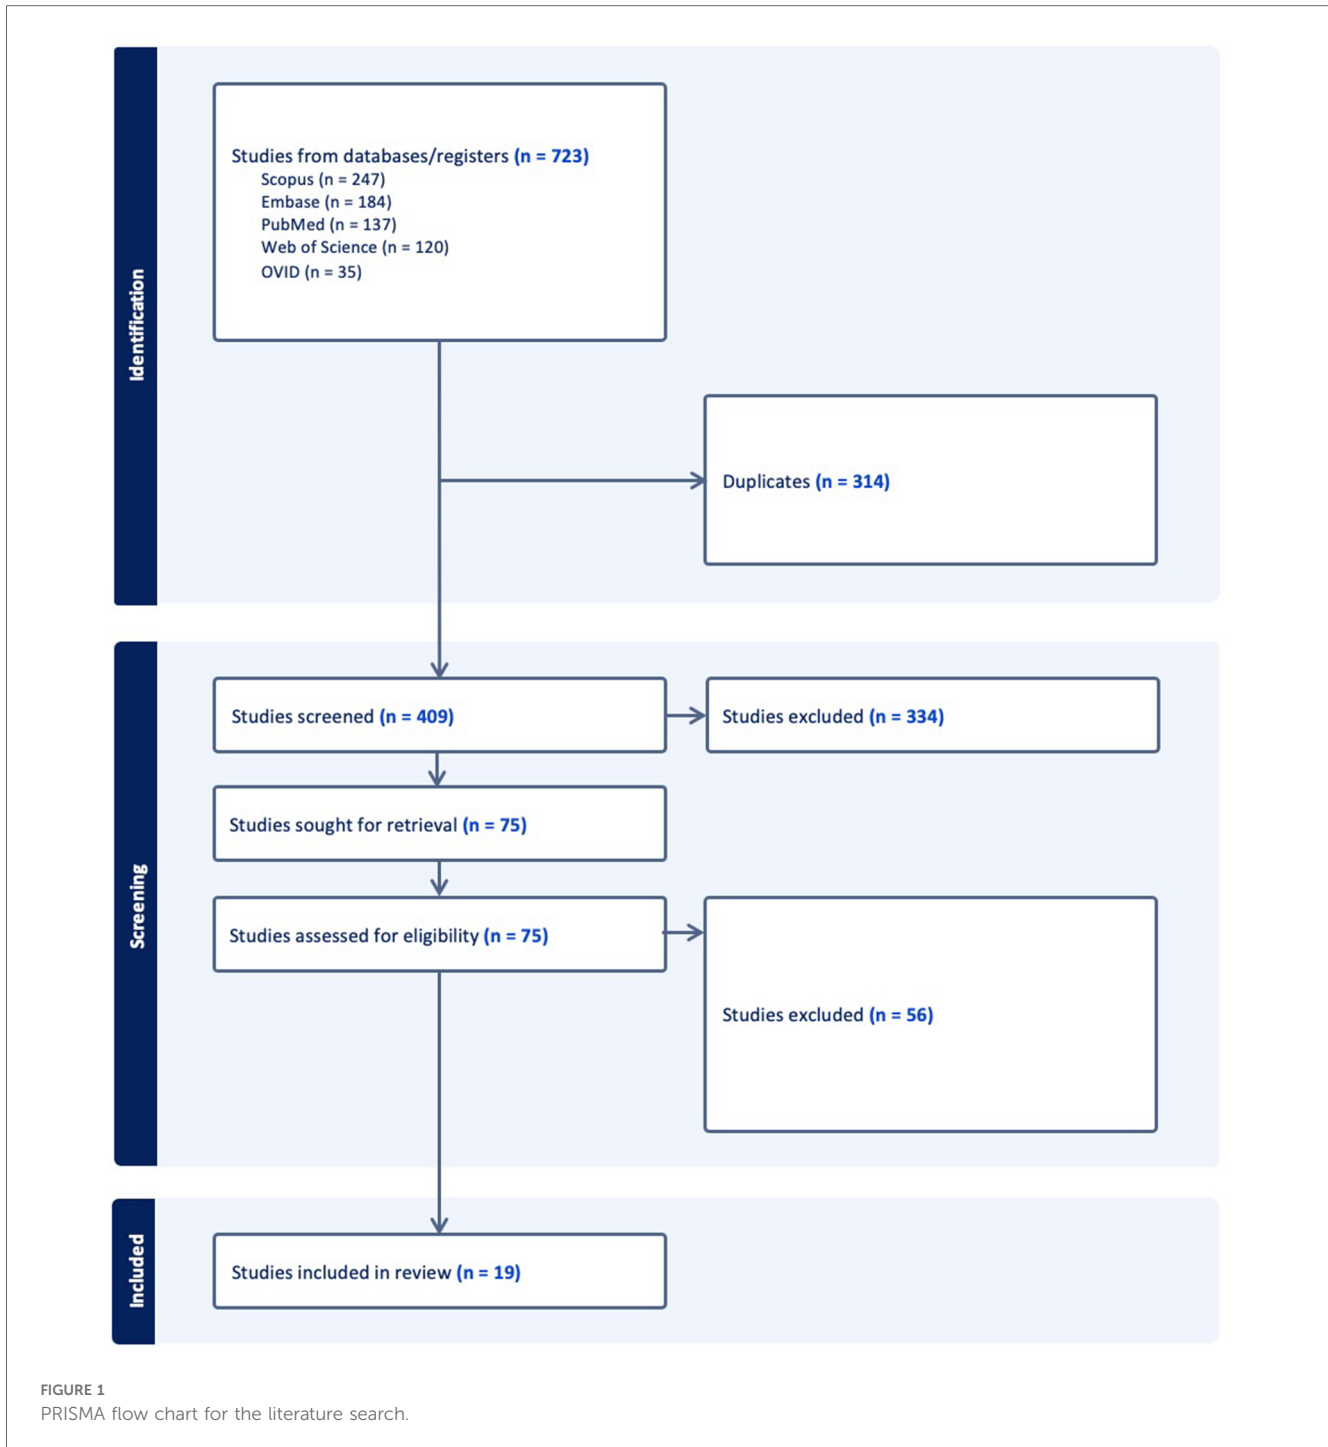 Identification
Studies from databases/registers (n = 723)
Scopus (n = 247)
Embase (n = 184)
PubMed (n = 137)
Web of Science (n = 120)
OVID (n = 35)
Duplicates (n = 314)
Screening
Studies screened (n = 409)
Studies excluded (n = 334)
Studies sought for retrieval (n = 75)
Studies assessed for eligibility (n = 75)
Studies excluded (n = 56)
Included
Studies included in review (n = 19)
FIGURE 1
PRISMA flow chart for the literature search.